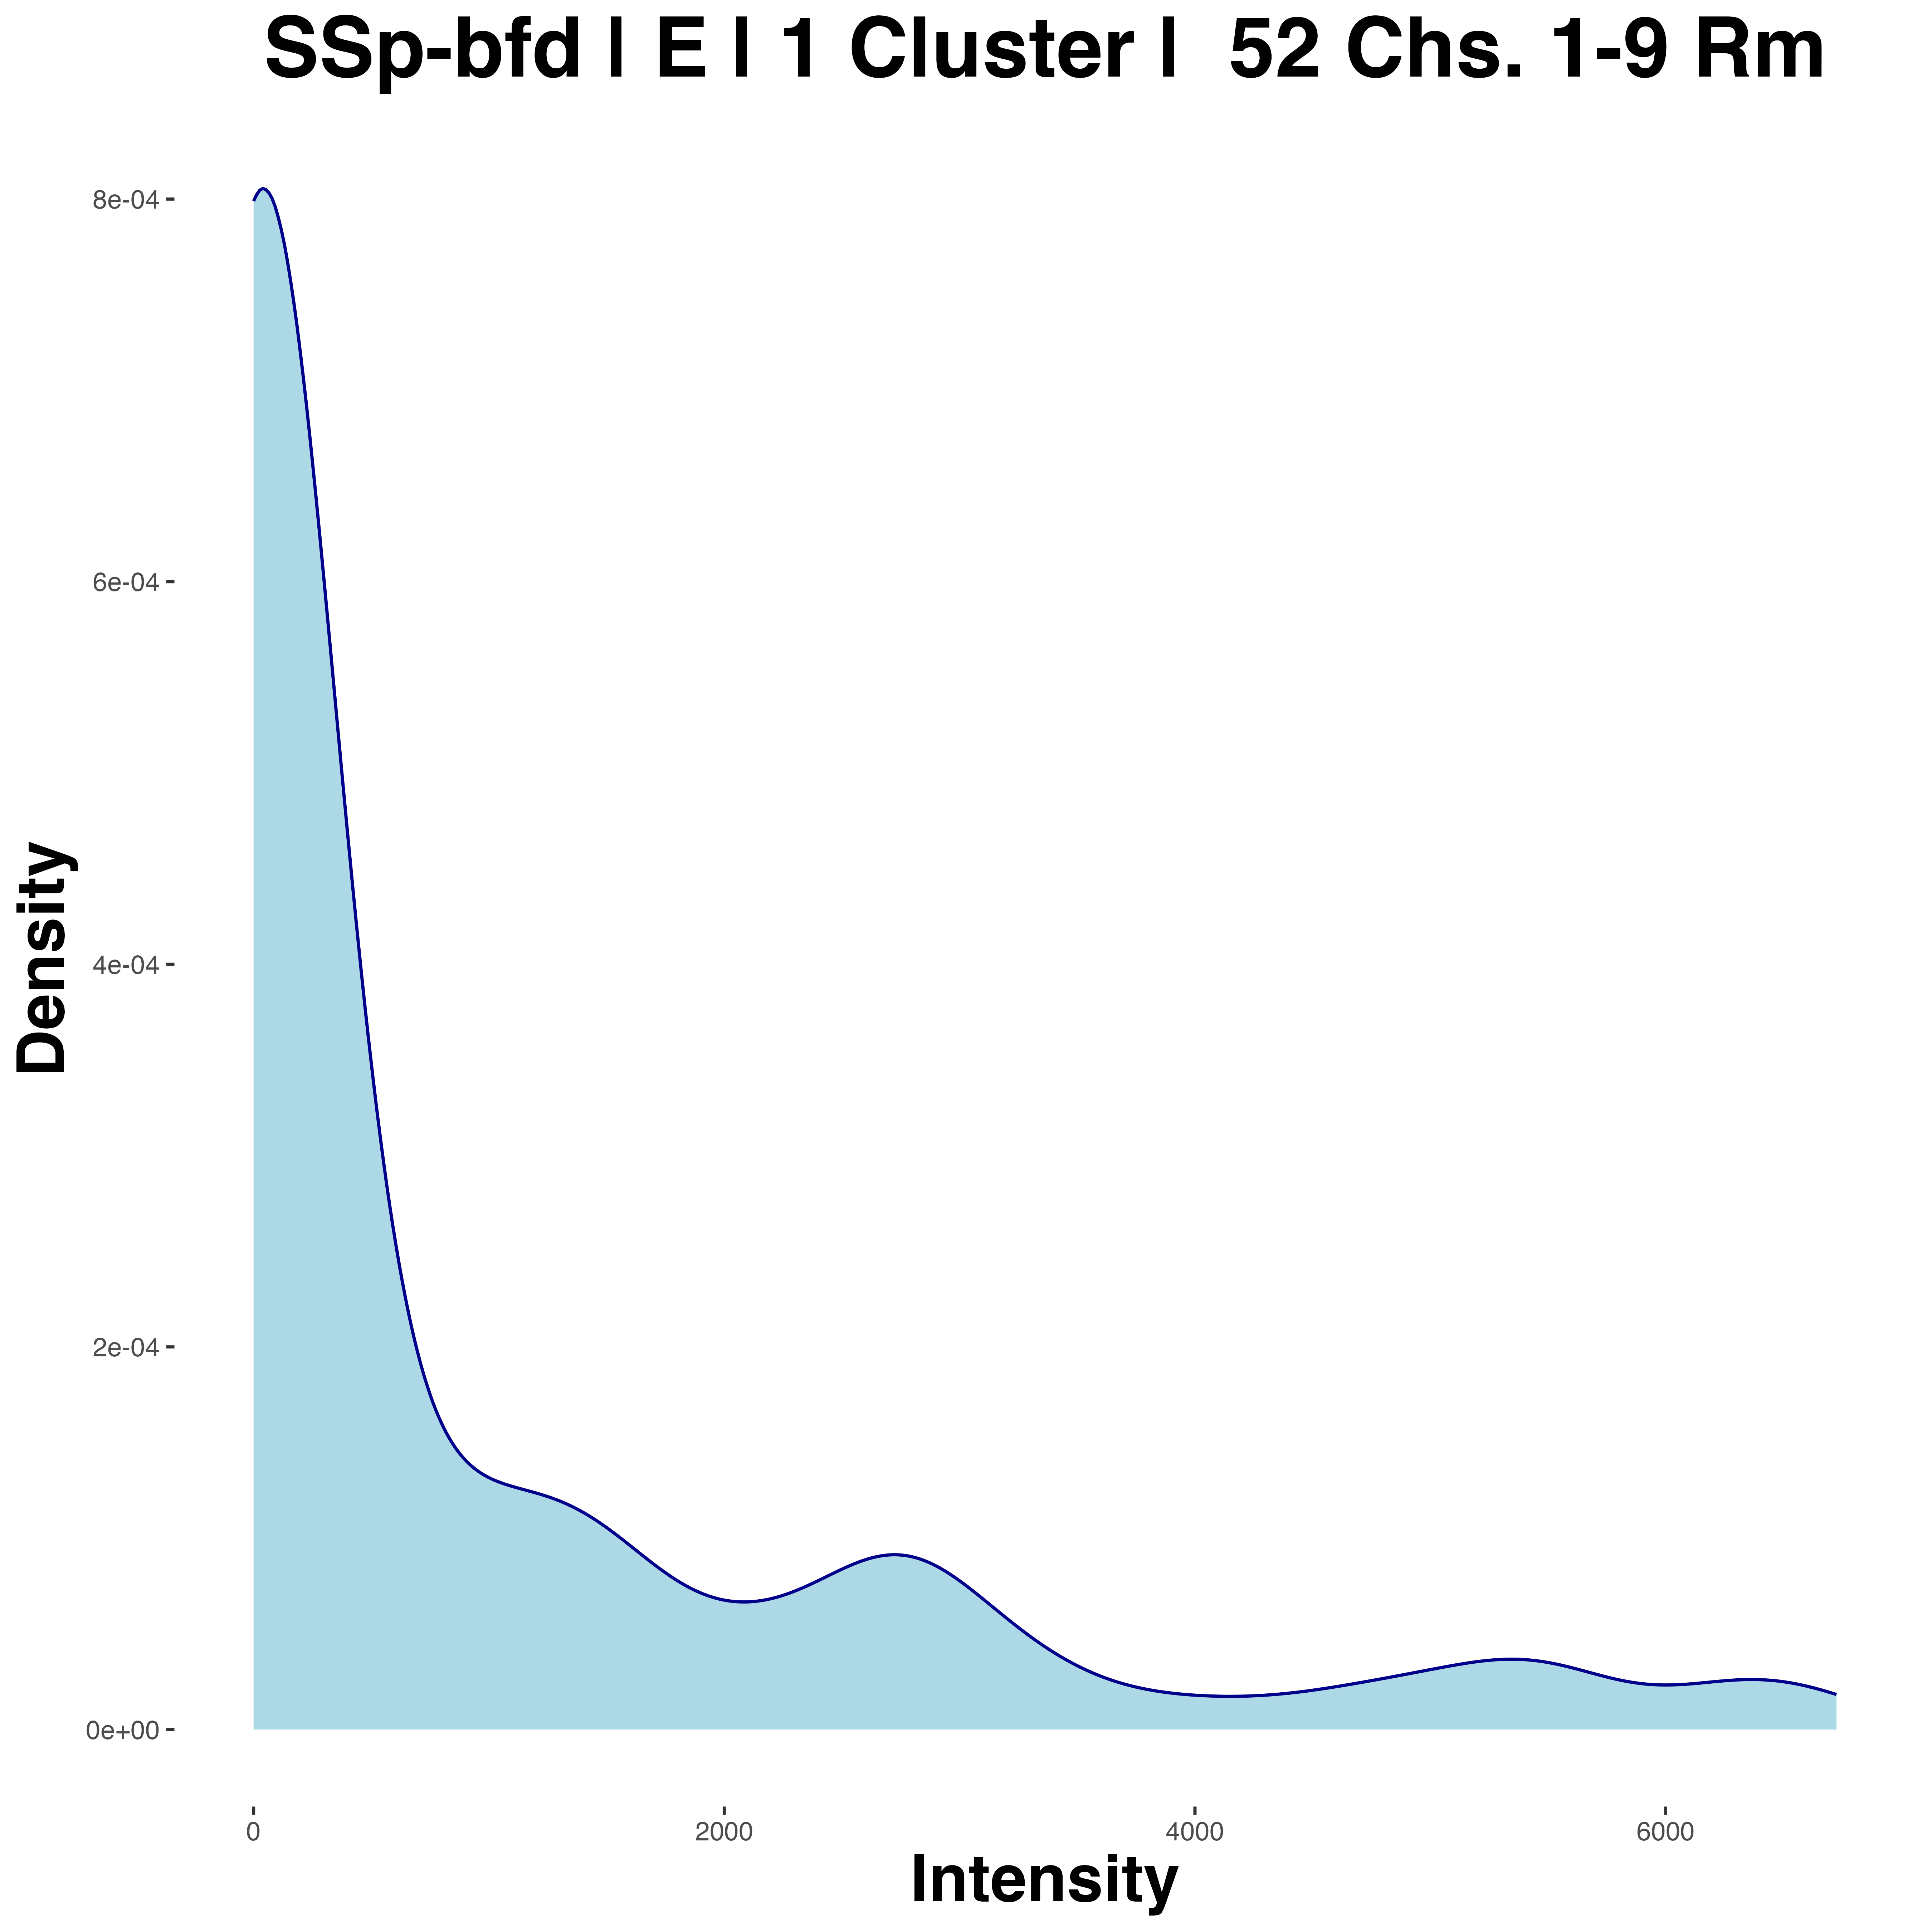 SSp-bfd | E | 1 Cluster | 52 Chs. 1-9 Rm
8e-04
6e-04
4e-04
2e-04
0e+00
Density
0 2000 4000 6000
Intensity